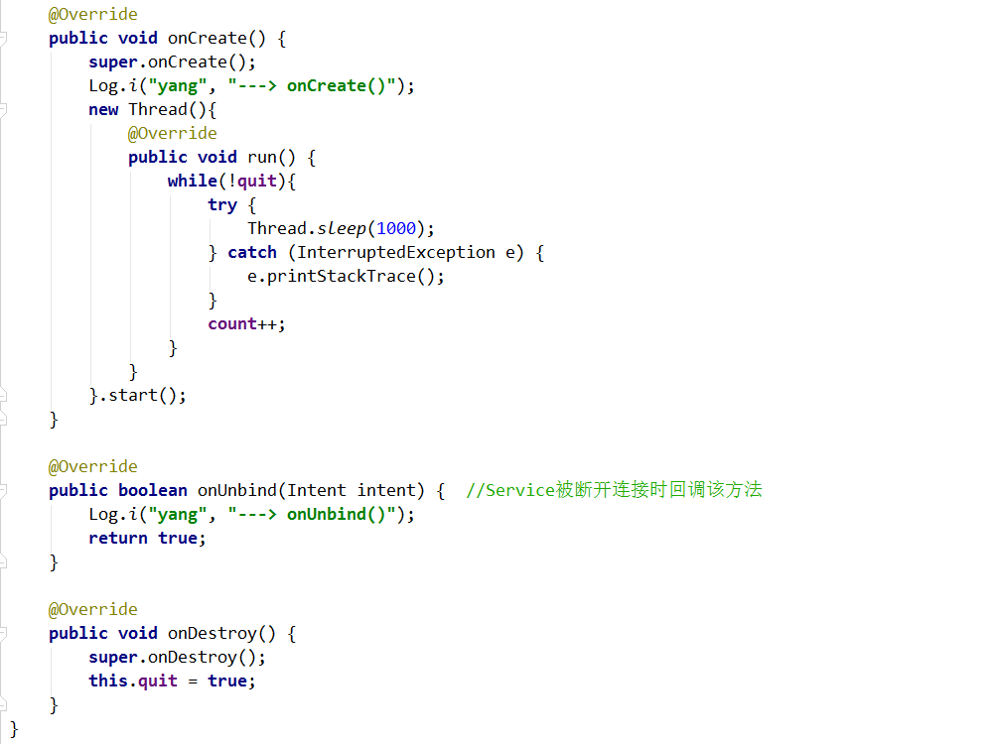 @Override
public void onCreate() {
super.onCreate();
Log.i("yang", "---> onCreate()");
new Thread(){
@Override
public void run() {
while(!quit){
try {
Thread.sleep(1000);
} catch (InterruptedException e) {
e.printStackTrace();
}
count++;
}
}
}.start();
}
@Override
public boolean onUnbind(Intent intent) {  //Service被断开连接时回调该方法
Log.i("yang", "---> onUnbind()");
return true;
}
@Override
public void onDestroy() {
super.onDestroy();
this.quit = true;
}
}